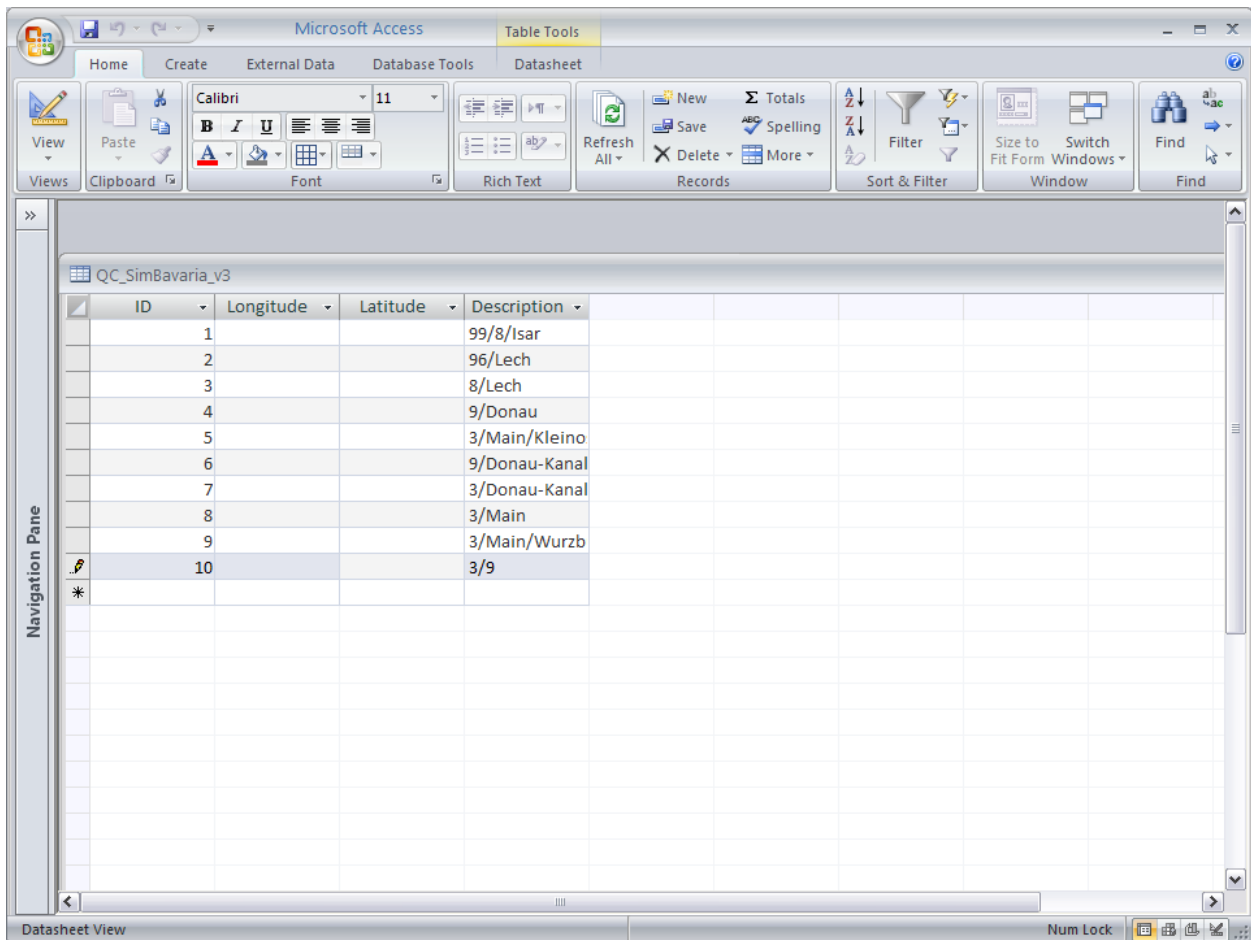 Microsoft Access Table Tools
Home Create External Data Database Tools Datasheet
Calibri 11
New Σ Totals
Save Spelling
View Paste B I U Refresh All Delete More Filter Size to Fit Form Switch Windows Find
Views Clipboard Font Rich Text Records Sort & Filter Window Find
QC_SimBavaria_v3
ID Longitude Latitude Description
1 99/8/Isar
2 96/Lech
3 8/Lech
4 9/Donau
5 3/Main/Kleino
6 9/Donau-Kanal
7 3/Donau-Kanal
8 3/Main
9 3/Main/Wurzb
10 3/9
Navigation Pane
Datasheet View Num Lock